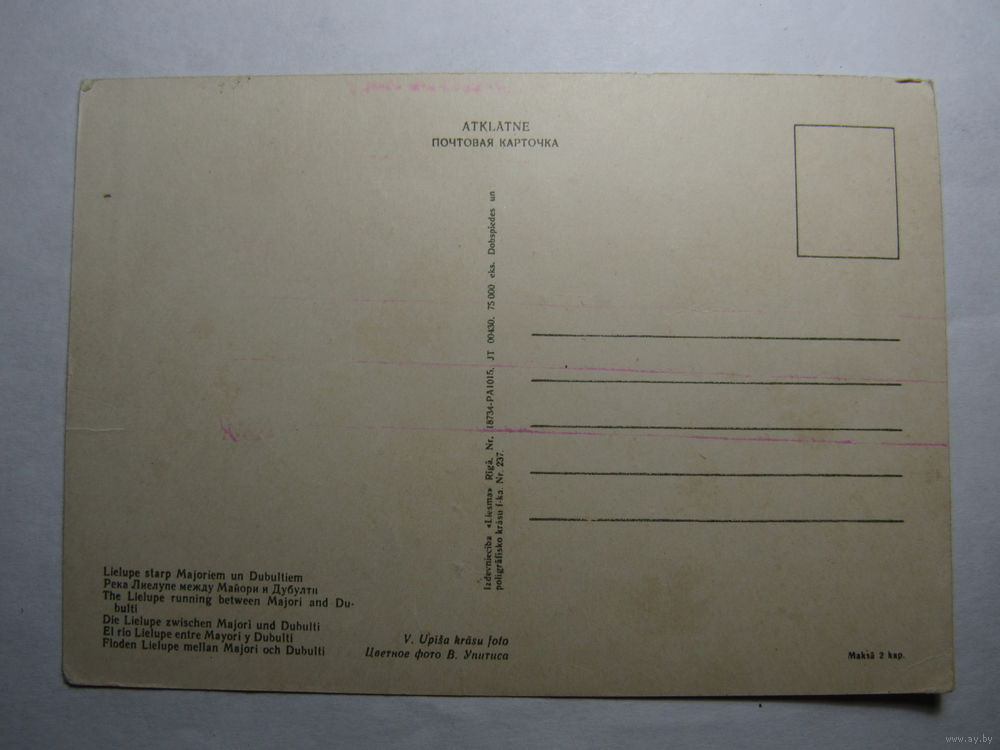 ATKLĀTNE
ПОЧТОВАЯ КАРТОЧКА
Izdevniecība «Liesma» Rīgā. Nr. 18734-PA1015. JT 00430. 75 000 eks. Dobspiedes un
poligrāfisko krāsu f-ka. Nr. 237.
Lielupe starp Majoriem un Dubultiem
Река Лиелупе между Майори и Дубулти
The Lielupe running between Majori and Du-
bulti
Die Lielupe zwischen Majori und Dubulti
El río Lielupe entre Mayori y Dubulti
Floden Lielupe mellan Majori och Dubulti
V. Upīša krāsu foto
Цветное фото В. Упитиса
Maksā 2 kap.
www.ay.by